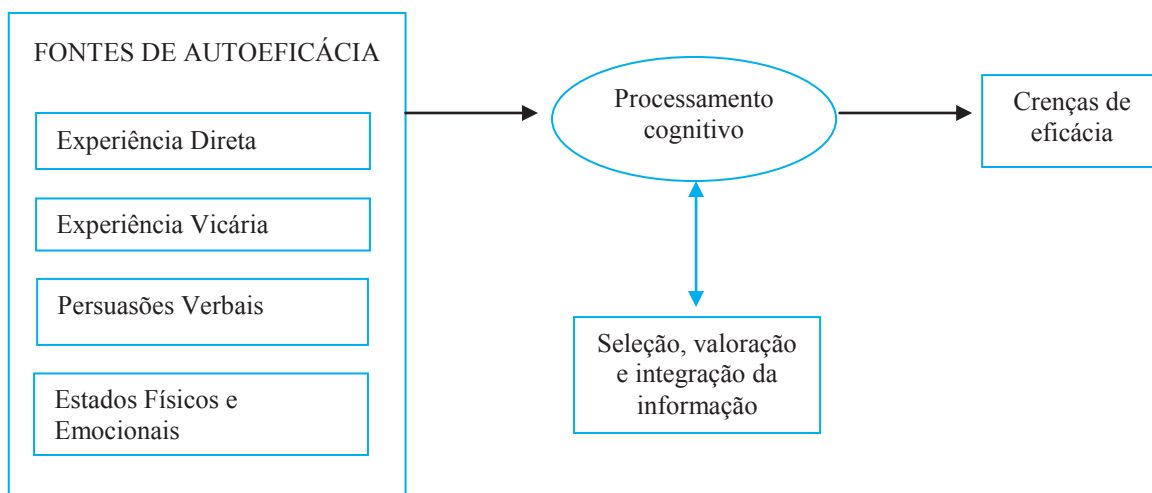 FONTES DE AUTOEFICÁCIA
Experiência Direta
Experiência Vicária
Persuasões Verbais
Estados Físicos e
Emocionais
Processamento
cognitivo
Seleção, valoração
e integração da
informação
Crenças de
eficácia